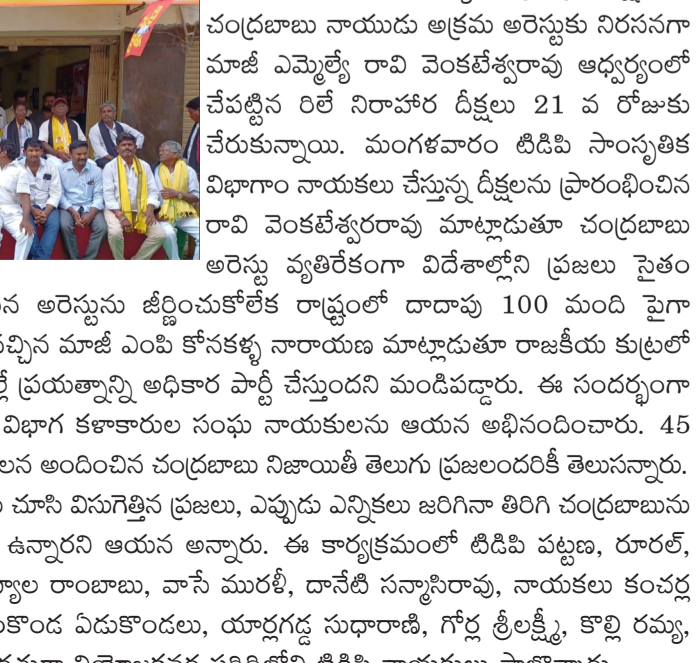 చంద్రబాబు నాయుడు అక్రమ అరెస్టుకు నిరసనగా
మాజీ ఎమ్మెల్యే రావి వెంకటేశ్వరావు ఆధ్వర్యంలో
చేపట్టిన రిలే నిరాహార దీక్షలు 21 వ రోజుకు
చేరుకున్నాయి. మంగళవారం టిడిపి సాంసృతిక
విభాగాం నాయకలు చేస్తున్న దీక్షలను ప్రారంభించిన
రావి వెంకటేశ్వరరావు మాట్లాడుతూ చంద్రబాబు
అరెస్టు వ్యతిరేకంగా విదేశాల్లోని ప్రజలు సైతం
అరెస్టును జీర్ణించుకోలేక రాష్ట్రంలో దాదాపు 100 మంది పైగా
మాజీ ఎంపి కోనకళ్ళ నారాయణ మాట్లాడుతూ రాజకీయ కుట్రలో
ప్రయత్నాన్ని అధికార పార్టీ చేస్తుందని మండిపడ్డారు. ఈ సందర్భంగా
విభాగ కళాకారుల సంఘ నాయకులను ఆయన అభినందించారు. 45
అందించిన చంద్రబాబు నిజాయితీ తెలుగు ప్రజలందరికీ తెలుసన్నారు.
చూసి విసుగెత్తిన ప్రజలు, ఎప్పుడు ఎన్నికలు జరిగినా తిరిగి చంద్రబాబును
ఉన్నారని ఆయన అన్నారు. ఈ కార్యక్రమంలో టిడిపి పట్టణ, రూరల్,
రాంబాబు, వాసే మురళీ, దానేటి సన్మాసిరావు, నాయకలు కంచర్ల
ఏడుకొండలు, యార్లగడ్డ సుధారాణి, గోర్ల శ్రీలక్ష్మీ, కొల్లి రమ్య,